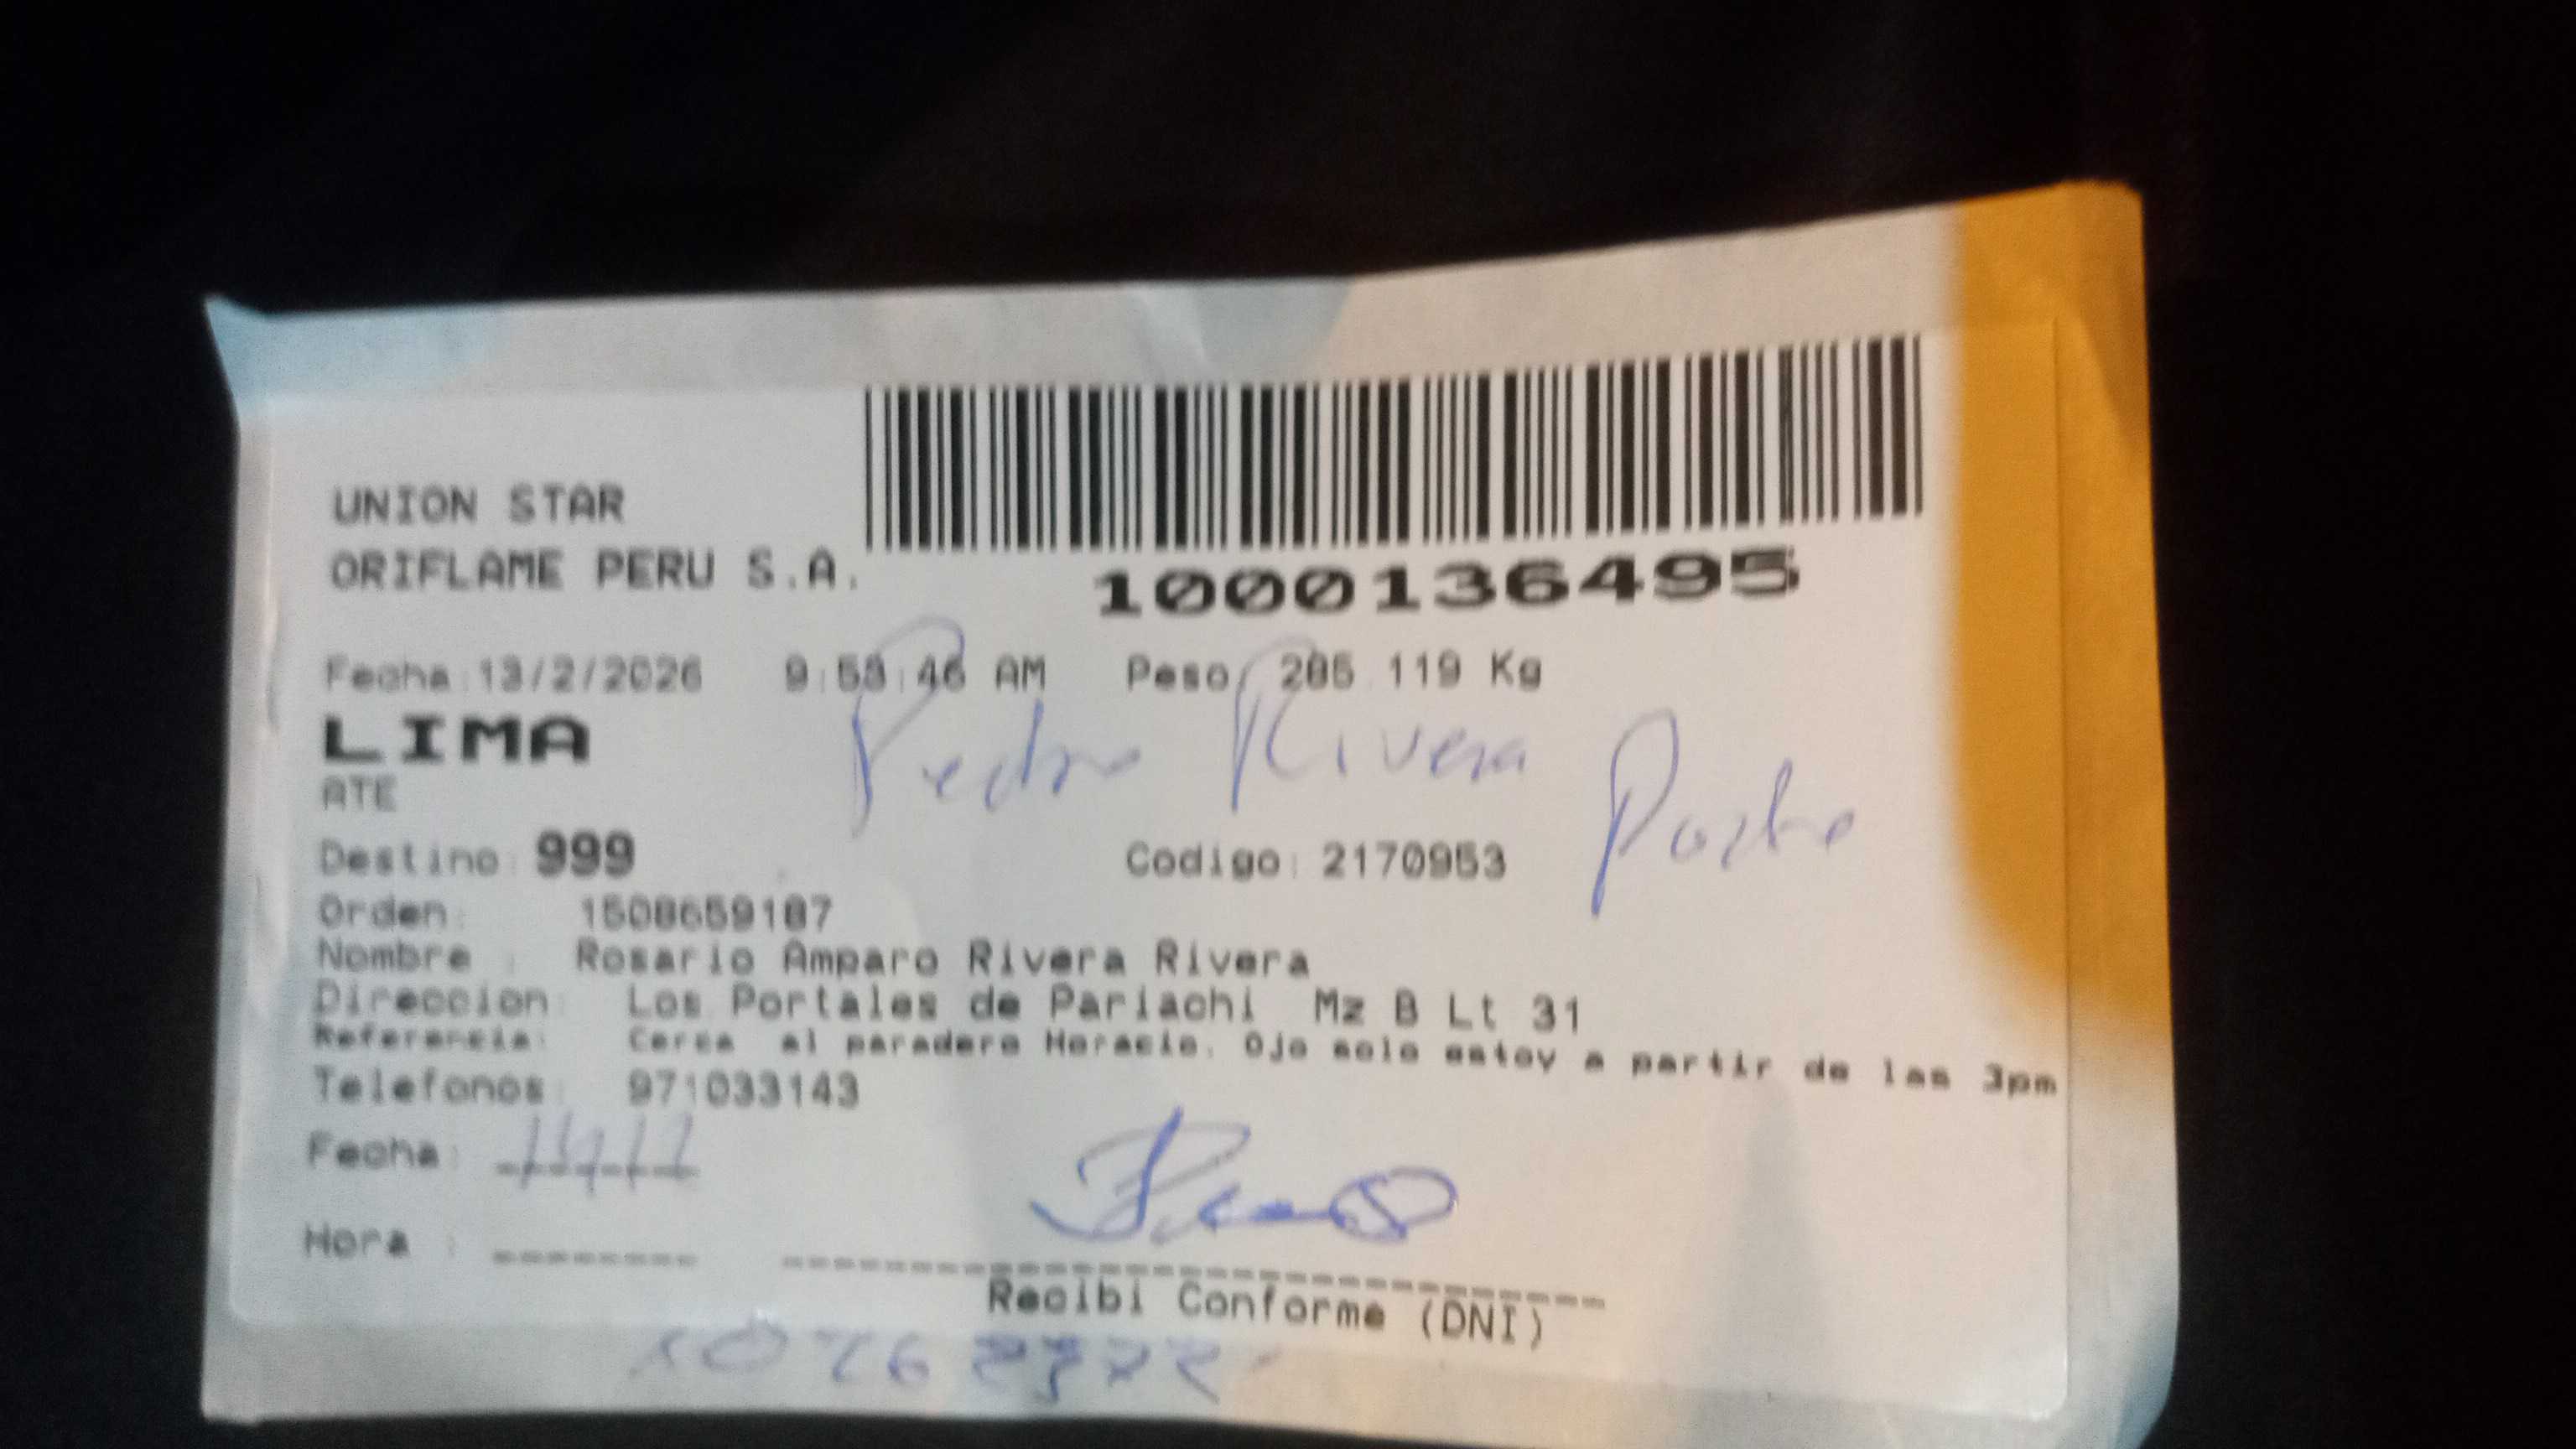 UNION STAR
ORIFLAME PERU S.A.
1000136495
Fecha:13/2/2026 9:53:46 AM Peso: 205.119 Kg
LIMA
Pedro Rivera
ATE
Destino: 999 Codigo: 2170953
Orden: 1508659187
Nombre : Rosario Amparo Rivera Rivera
Direccion: Los Portales de Pariachi Mz B Lt 31
Referencia: Cerca al paradero Horacio. Ojo solo estoy a partir de las 3pm
Telefonos: 971033143
Fecha:
Hora :
Recibi Conforme (DNI)